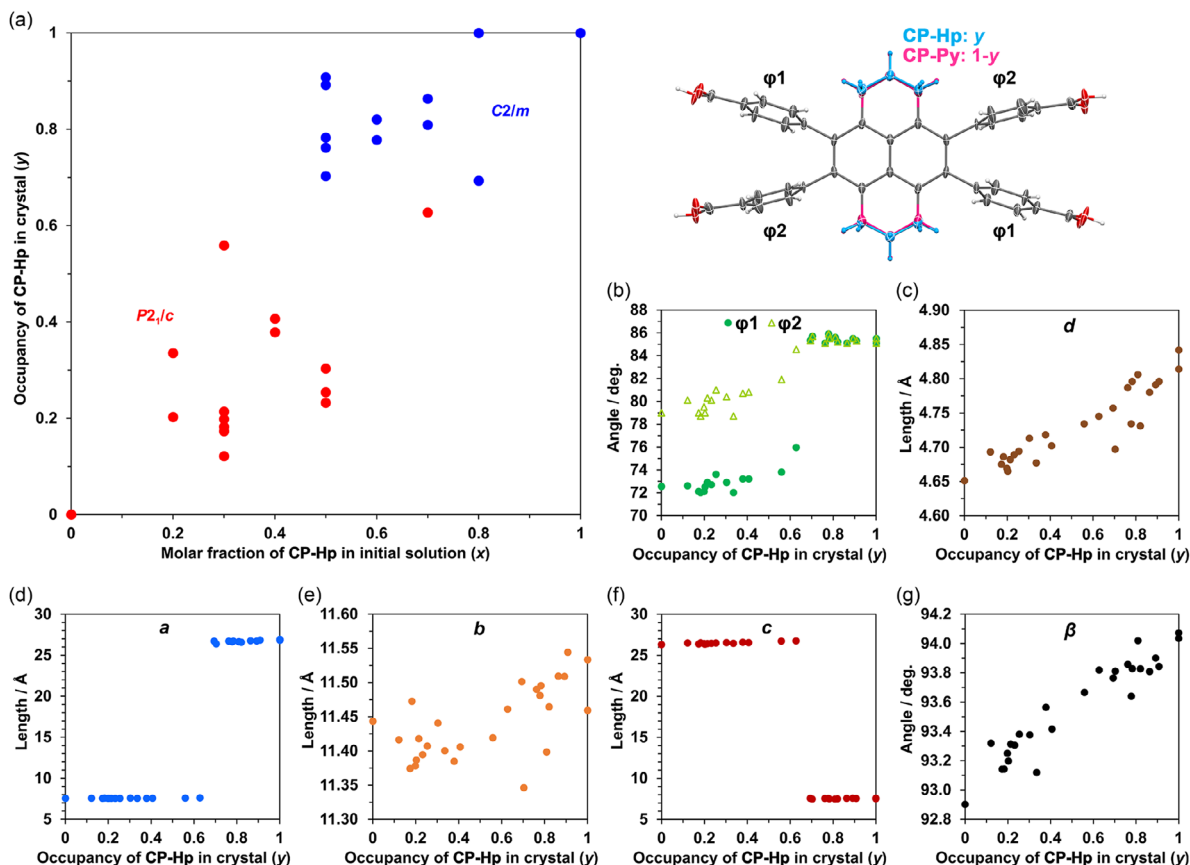 (a)
1
0.8
0.6
0.4
0.2
0
Occupancy of CP-Hp in crystal (y)
C2/m
P2₁/c
0 0.2 0.4 0.6 0.8 1
Molar fraction of CP-Hp in initial solution (x)
CP-Hp: y
CP-Py: 1-y
φ1 φ2
φ2 φ1
(b)
φ1 φ2
88
86
84
82
80
78
76
74
72
70
Angle / deg.
0 0.2 0.4 0.6 0.8 1
Occupancy of CP-Hp in crystal (y)
(c)
d
4.90
4.85
4.80
4.75
4.70
4.65
4.60
Length / Å
0 0.2 0.4 0.6 0.8 1
Occupancy of CP-Hp in crystal (y)
(d)
a
30
25
20
15
10
5
0
Length / Å
0 0.2 0.4 0.6 0.8 1
Occupancy of CP-Hp in crystal (y)
(e)
b
11.60
11.55
11.50
11.45
11.40
11.35
11.30
Length / Å
0 0.2 0.4 0.6 0.8 1
Occupancy of CP-Hp in crystal (y)
(f)
c
30
25
20
15
10
5
0
Length / Å
0 0.2 0.4 0.6 0.8 1
Occupancy of CP-Hp in crystal (y)
(g)
β
94.2
94.0
93.8
93.6
93.4
93.2
93.0
92.8
Angle / deg.
0 0.2 0.4 0.6 0.8 1
Occupancy of CP-Hp in crystal (y)